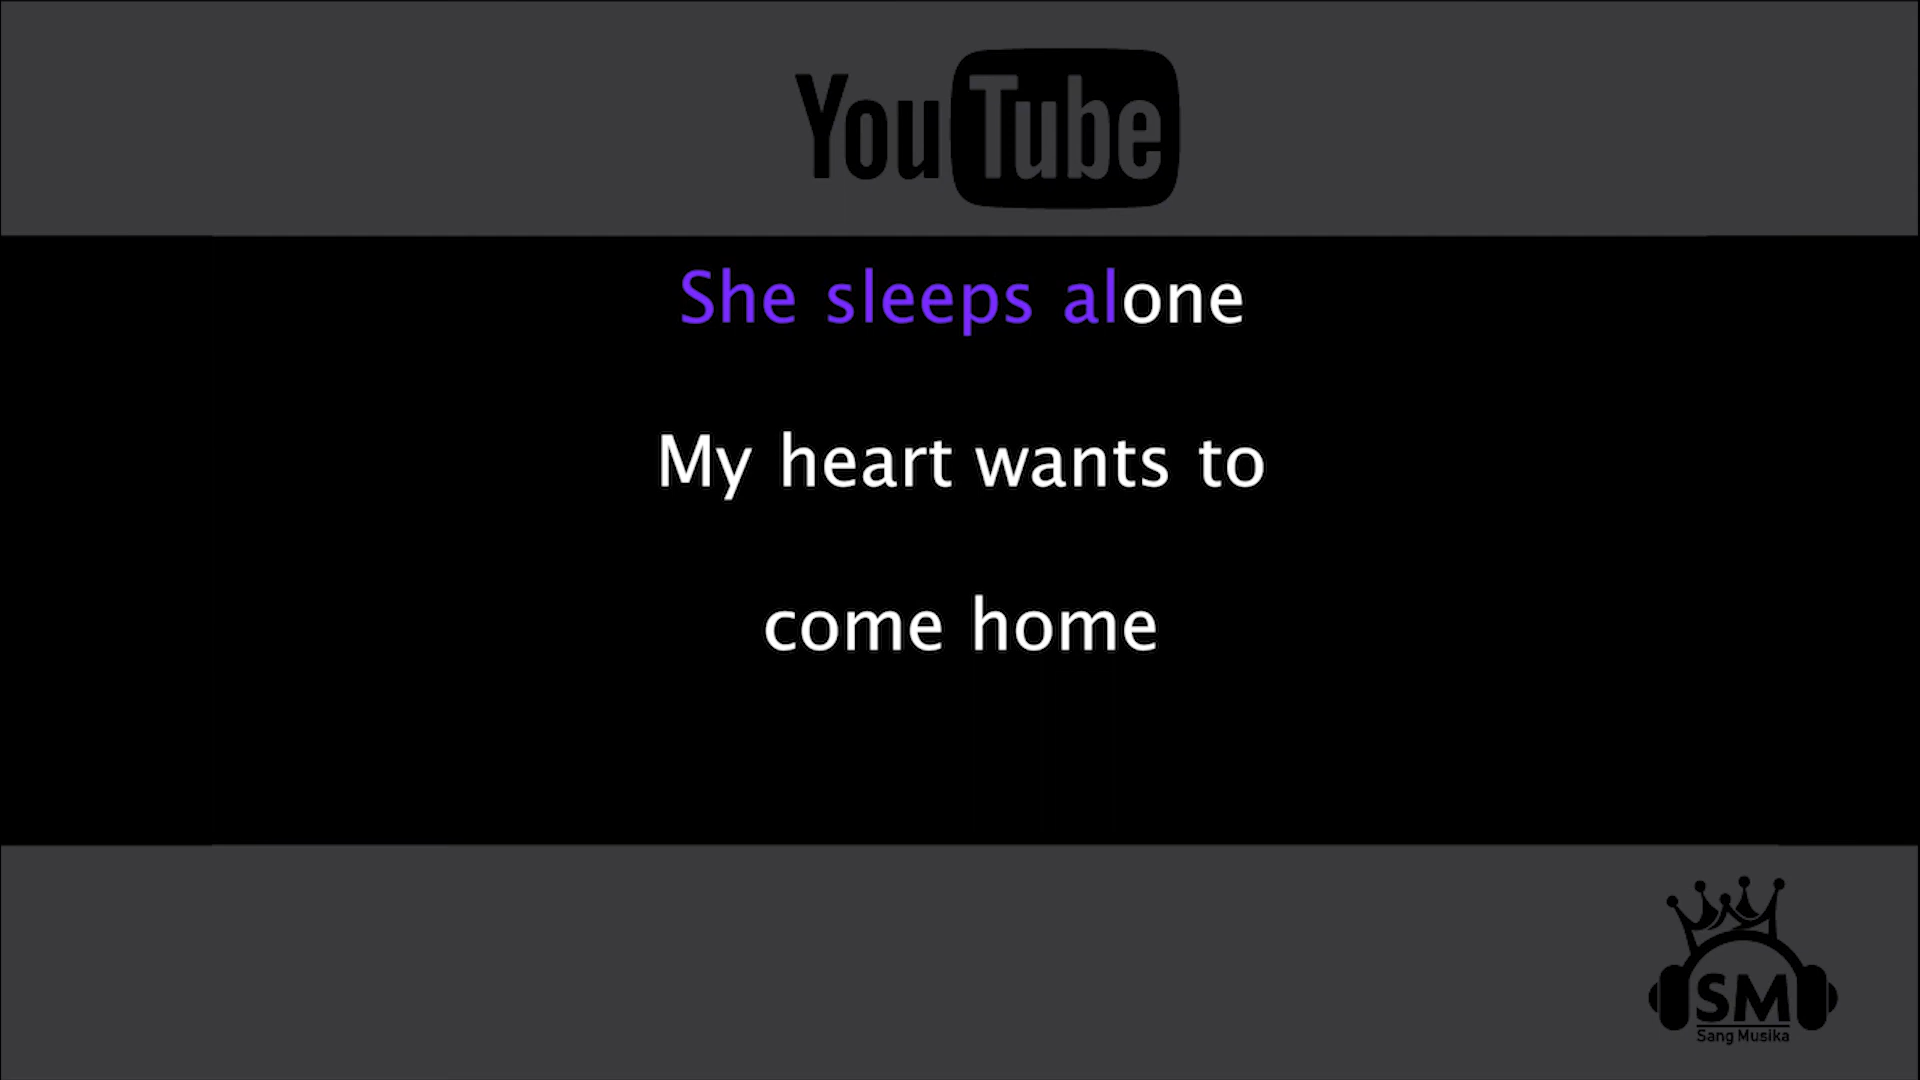 YouTube
She sleeps alone
My heart wants to
come home
SM
Sang Musika